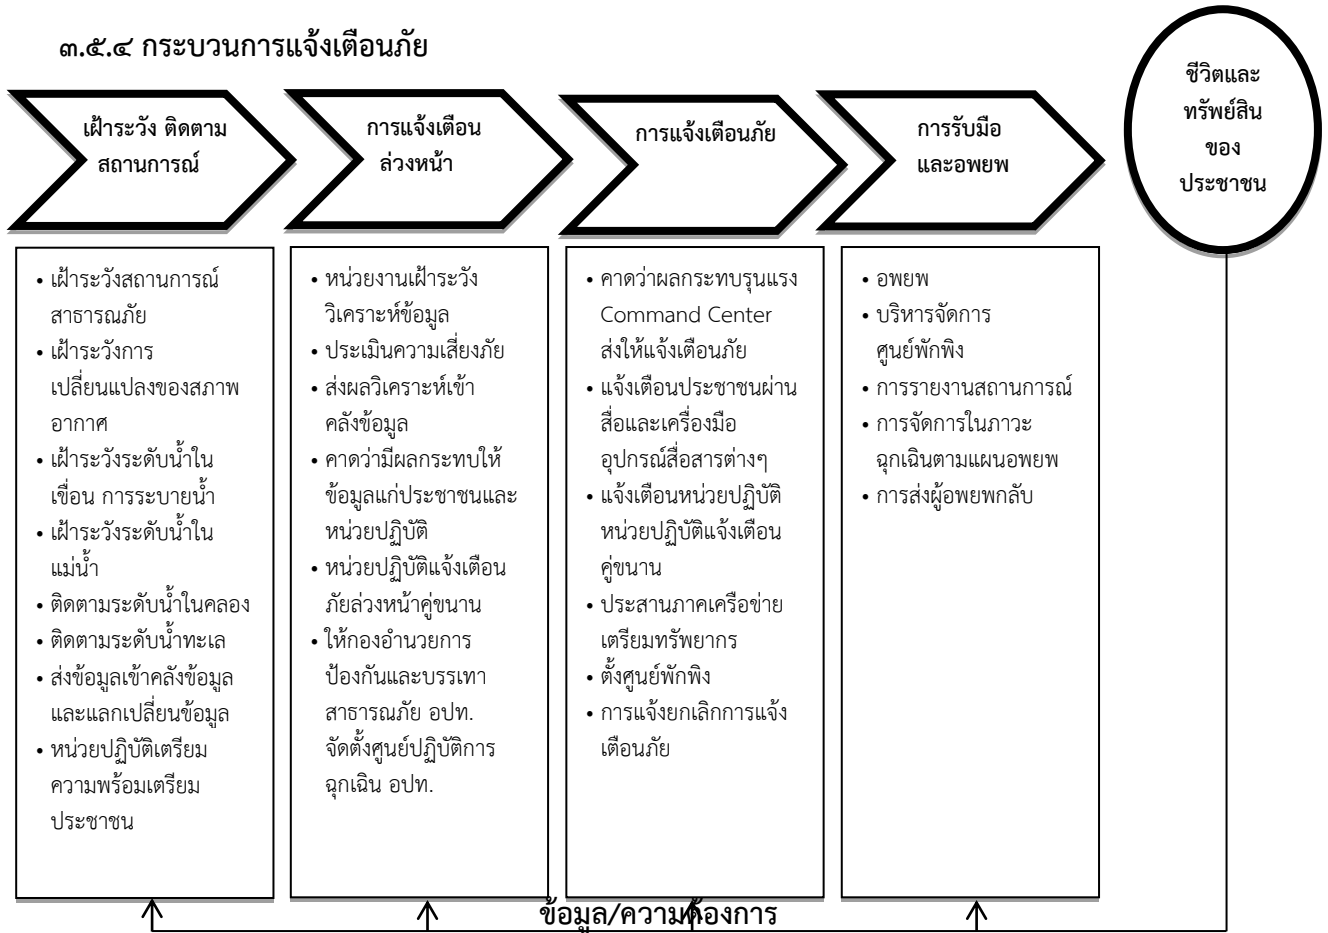 ๓.๕.๔ กระบวนการแจ้งเตือนภัย
เฝ้าระวัง ติดตาม
สถานการณ์
การแจ้งเตือน
ล่วงหน้า
การแจ้งเตือนภัย
การรับมือ
และอพยพ
ชีวิตและ
ทรัพย์สิน
ของ
ประชาชน
• เฝ้าระวังสถานการณ์
สาธารณภัย
• เฝ้าระวังการ
เปลี่ยนแปลงของสภาพ
อากาศ
• เฝ้าระวังระดับน้ำใน
เขื่อน การระบายน้ำ
• เฝ้าระวังระดับน้ำใน
แม่น้ำ
• ติดตามระดับน้ำในคลอง
• ติดตามระดับน้ำทะเล
• ส่งข้อมูลเข้าคลังข้อมูล
และแลกเปลี่ยนข้อมูล
• หน่วยปฏิบัติเตรียม
ความพร้อมเตรียม
ประชาชน
• หน่วยงานเฝ้าระวัง
วิเคราะห์ข้อมูล
• ประเมินความเสี่ยงภัย
• ส่งผลวิเคราะห์เข้า
คลังข้อมูล
• คาดว่ามีผลกระทบให้
ข้อมูลแก่ประชาชนและ
หน่วยปฏิบัติ
• หน่วยปฏิบัติแจ้งเตือน
ภัยล่วงหน้าคู่ขนาน
• ให้กองอำนวยการ
ป้องกันและบรรเทา
สาธารณภัย อปท.
จัดตั้งศูนย์ปฏิบัติการ
ฉุกเฉิน อปท.
• คาดว่าผลกระทบรุนแรง
Command Center
ส่งให้แจ้งเตือนภัย
• แจ้งเตือนประชาชนผ่าน
สื่อและเครื่องมือ
อุปกรณ์สื่อสารต่างๆ
• แจ้งเตือนหน่วยปฏิบัติ
หน่วยปฏิบัติแจ้งเตือน
คู่ขนาน
• ประสานภาคเครือข่าย
เตรียมทรัพยากร
• ตั้งศูนย์พักพิง
• การแจ้งยกเลิกการแจ้ง
เตือนภัย
• อพยพ
• บริหารจัดการ
ศูนย์พักพิง
• การรายงานสถานการณ์
• การจัดการในภาวะ
ฉุกเฉินตามแผนอพยพ
• การส่งผู้อพยพกลับ
ข้อมูล/ความต้องการ